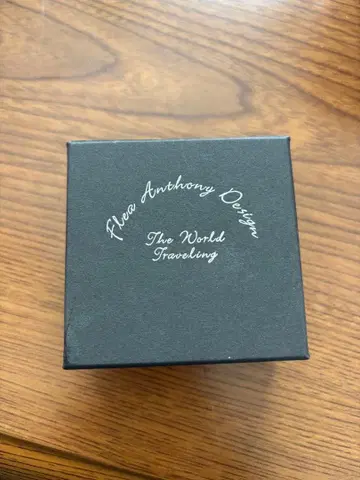 Flea Anthony Design
The World
Traveling